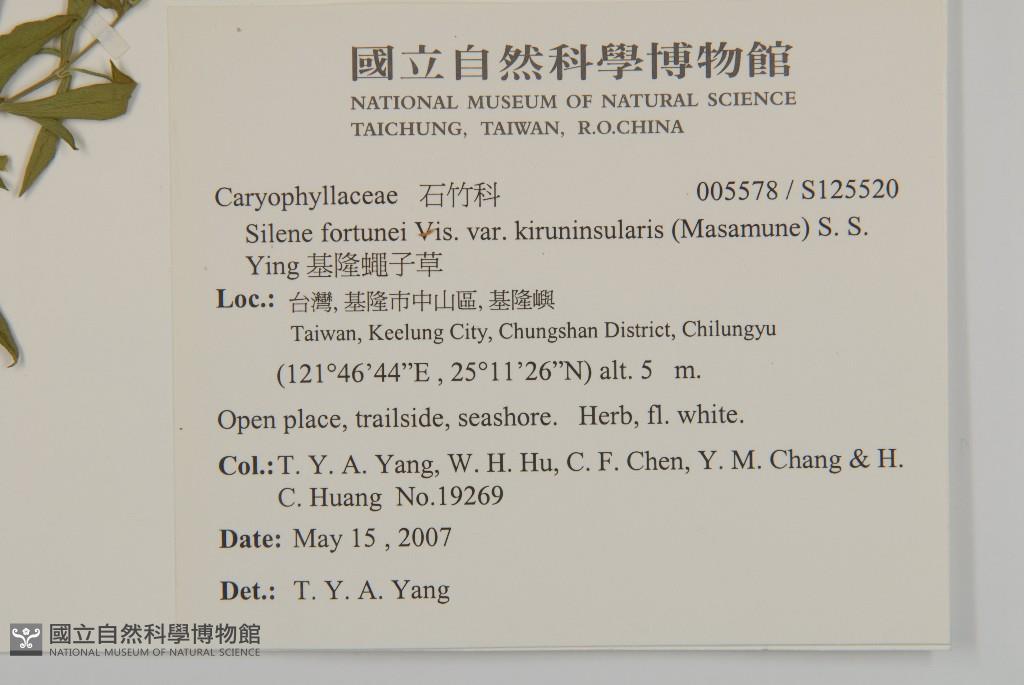 國立自然科學博物館
NATIONAL MUSEUM OF NATURAL SCIENCE
TAICHUNG, TAIWAN, R.O.CHINA
Caryophyllaceae 石竹科 005578 / S125520
Silene fortunei Vis. var. kiruninsularis (Masamune) S. S.
Ying 基隆蠅子草
Loc.: 台灣, 基隆市中山區, 基隆嶼
Taiwan, Keelung City, Chungshan District, Chilungyu
(121°46’44”E , 25°11’26”N) alt. 5 m.
Open place, trailside, seashore. Herb, fl. white.
Col.: T. Y. A. Yang, W. H. Hu, C. F. Chen, Y. M. Chang & H.
C. Huang No.19269
Date: May 15 , 2007
Det.: T. Y. A. Yang
國立自然科學博物館
NATIONAL MUSEUM OF NATURAL SCIENCE